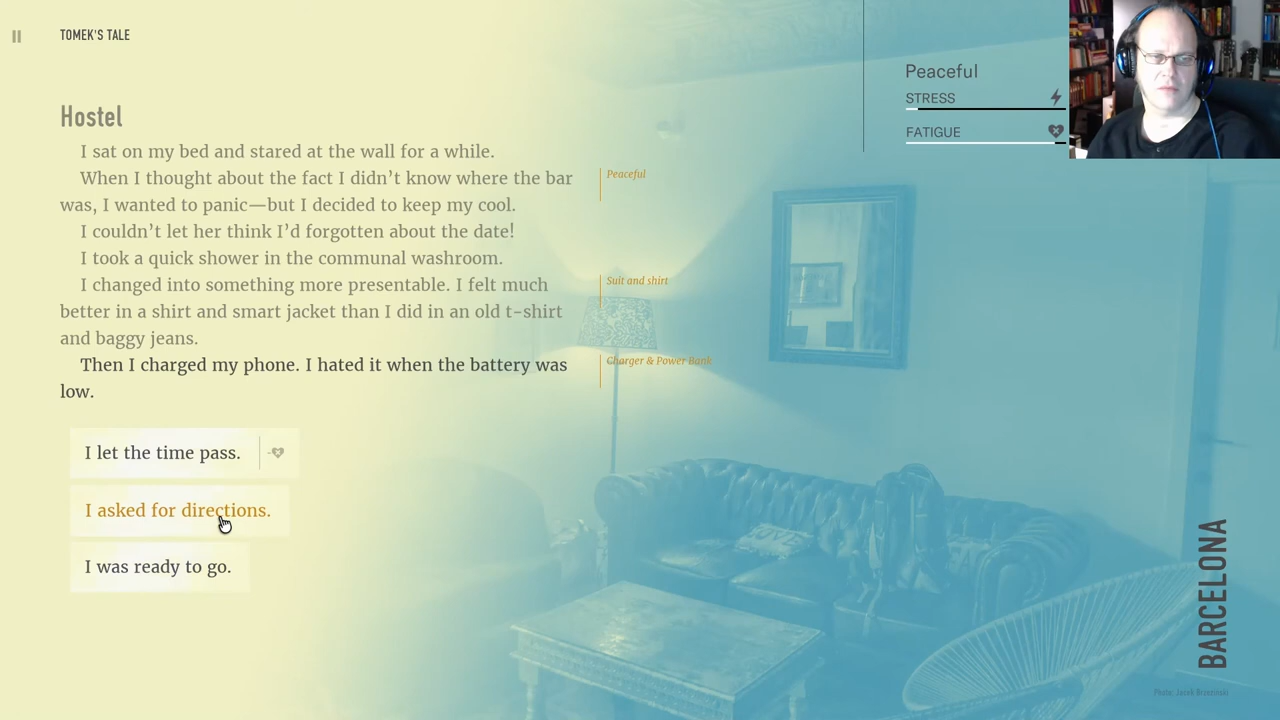 TOMEK'S TALE
Peaceful
STRESS
FATIGUE
Hostel
I sat on my bed and stared at the wall for a while.
When I thought about the fact I didn’t know where the bar
was, I wanted to panic—but I decided to keep my cool.
Peaceful
I couldn’t let her think I’d forgotten about the date!
I took a quick shower in the communal washroom.
I changed into something more presentable. I felt much
better in a shirt and smart jacket than I did in an old t-shirt
and baggy jeans.
Suit and shirt
Then I charged my phone. I hated it when the battery was
low.
Charger & Power Bank
I let the time pass.
I asked for directions.
I was ready to go.
BARCELONA
Photo: Jacek Brzeziński